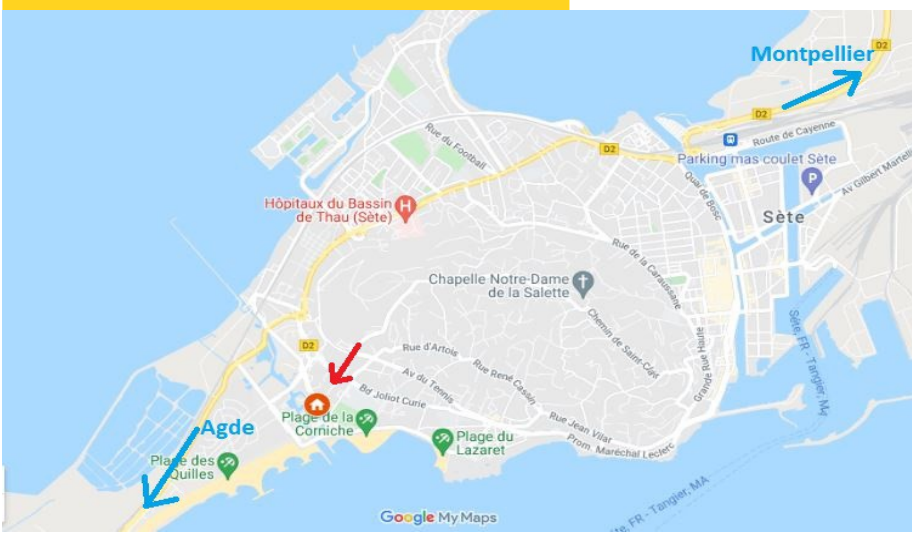 Montpellier
D2
D2
Route de Cayenne
Parking mas coulet Sète
P
Av Gilbert Martelli
Rue du Football
D2
Quai de Bosc
Hôpitaux du Bassin
de Thau (Sète)
H
Sète
Rue de la Caraussane
Chapelle Notre-Dame
de la Salette
Chemin de Saint-Clair
Grande Rue Haute
Sète, FR - Tangier, MA
D2
Rue d'Artois
Rue René Cassin
Av du Tennis
Bd Joliot Curie
Plage de la
Corniche
Rue Jean Vilar
Prom. Maréchal Leclerc
Agde
Plage du
Lazaret
Plage des
Quilles
Google My Maps
FR - Tangier, MA